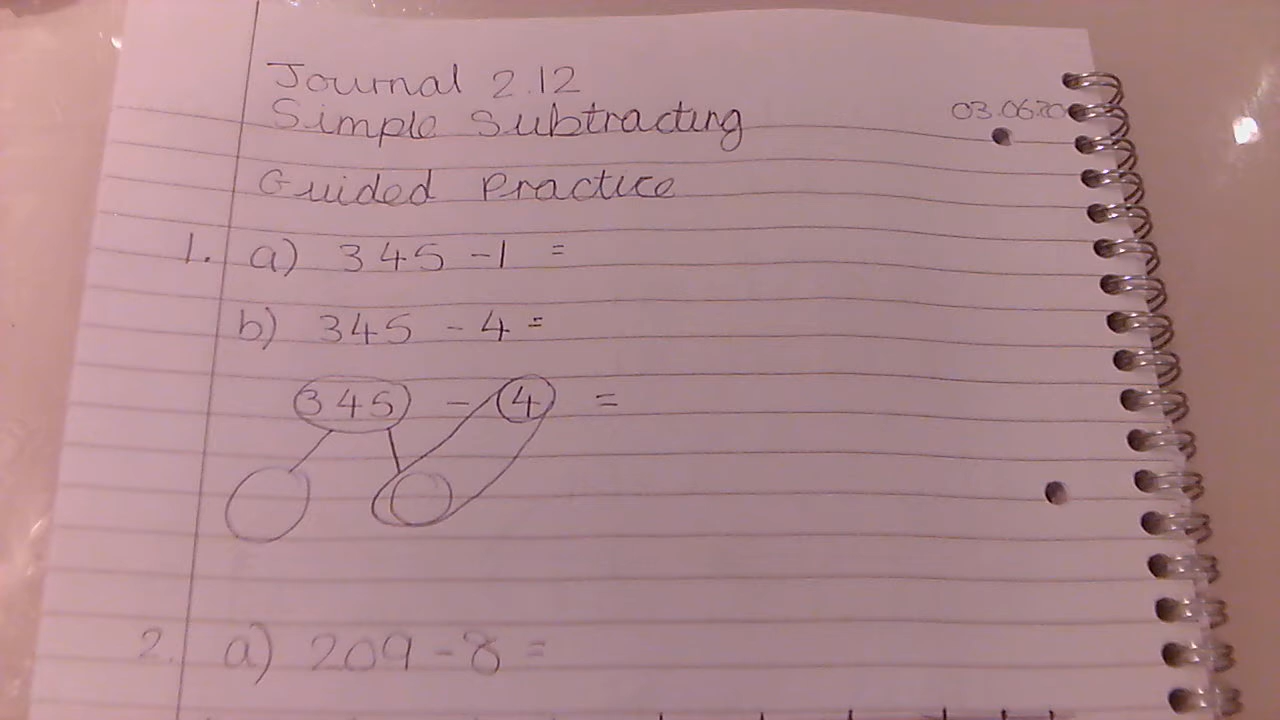 Journal 2.12
Simple Subtracting 03.06.20
Guided Practice
1. a) 345 - 1 =
b) 345 - 4 =
345 - 4 =
2. a) 209 - 8 =